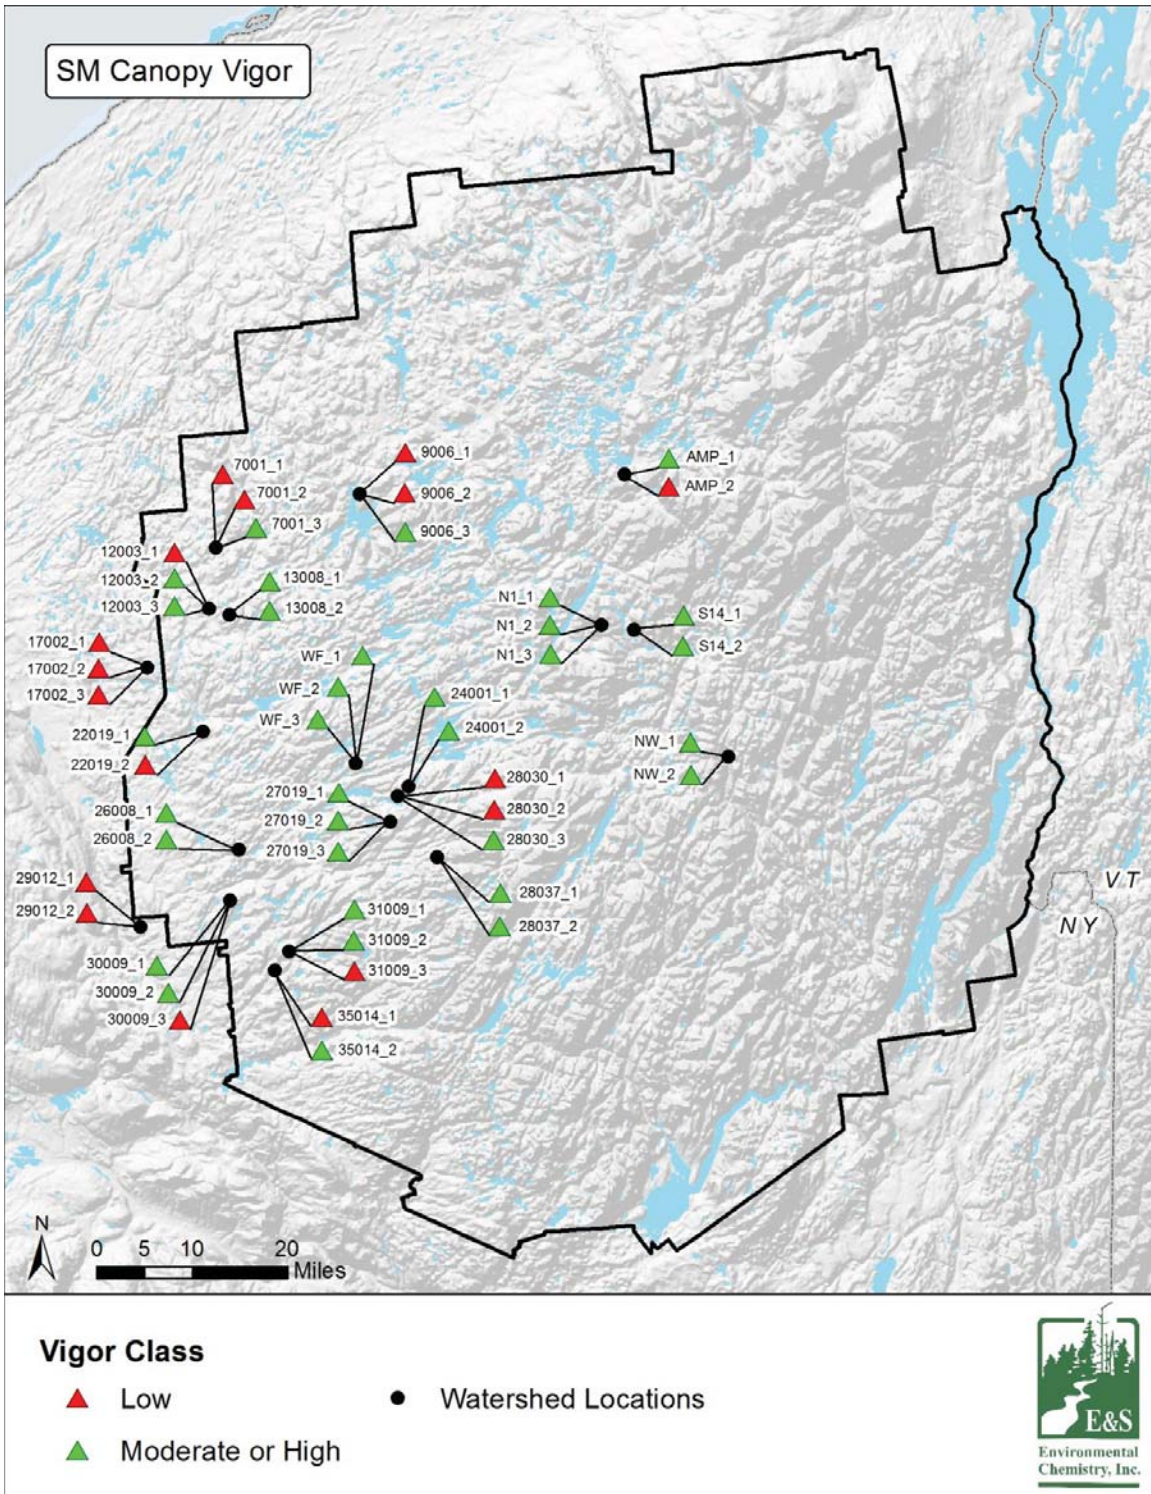 SM Canopy Vigor
7001_1
7001_2
7001_3
9006_1
9006_2
9006_3
AMP_1
AMP_2
12003_1
12003_2
12003_3
13008_1
13008_2
N1_1
N1_2
N1_3
S14_1
S14_2
17002_1
17002_2
17002_3
WF_1
WF_2
WF_3
24001_1
24001_2
22019_1
22019_2
NW_1
NW_2
28030_1
28030_2
28030_3
27019_1
27019_2
27019_3
26008_1
26008_2
29012_1
29012_2
28037_1
28037_2
31009_1
31009_2
31009_3
30009_1
30009_2
30009_3
35014_1
35014_2
VT
NY
N
0 5 10 20
Miles
Vigor Class
Low
Watershed Locations
Moderate or High
E&S
Environmental
Chemistry, Inc.